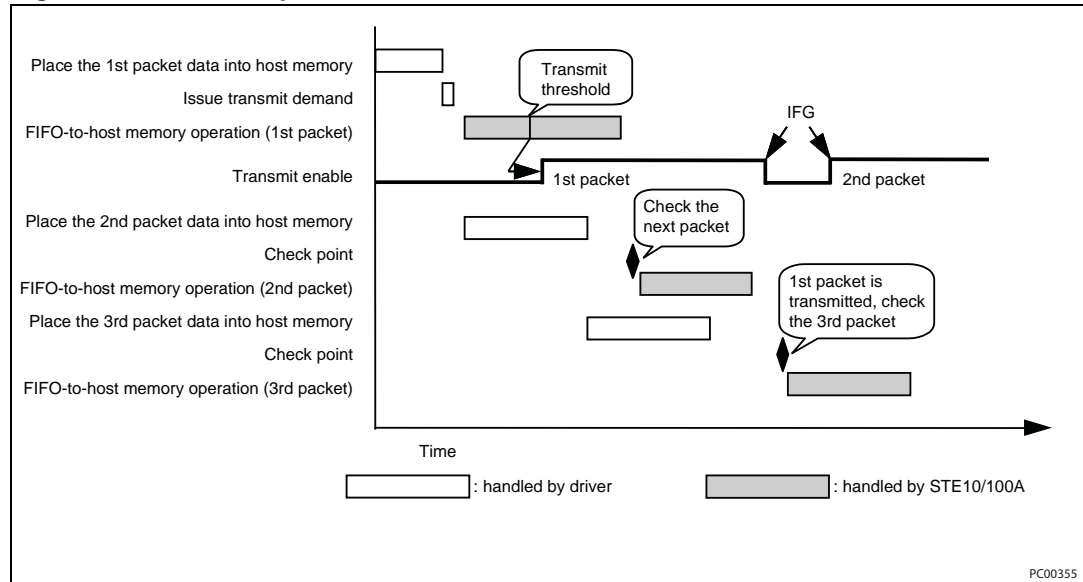 Place the 1st packet data into host memory
Issue transmit demand
FIFO-to-host memory operation (1st packet)
Transmit enable
Place the 2nd packet data into host memory
Check point
FIFO-to-host memory operation (2nd packet)
Place the 3rd packet data into host memory
Check point
FIFO-to-host memory operation (3rd packet)
Transmit
threshold
IFG
1st packet
2nd packet
Check the
next packet
1st packet is
transmitted, check
the 3rd packet
Time
: handled by driver
: handled by STE10/100A
PC00355